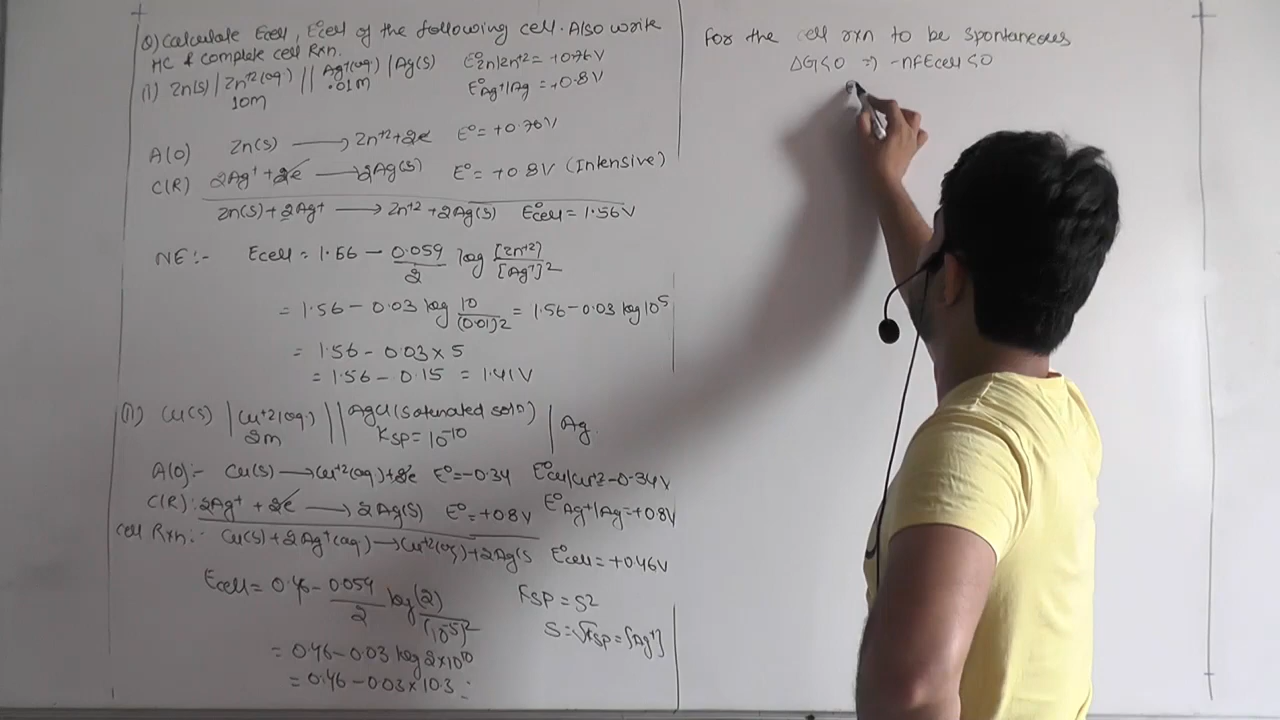 Q) Calculate Ecell, E°cell of the following cell. Also write
HC & complete cell Rxn.
(I) Zn(s) | Zn+2(aq) || Ag+(aq) | Ag(s) E°Zn|Zn+2 = +0.76V
10M .01M E°Ag+|Ag = +0.8V
A(O) Zn(s) ⟶ Zn+2 + 2e E° = +0.76V
C(R) 2Ag+ + 2e ⟶ 2Ag(s) E° = +0.8V (Intensive)
Zn(s) + 2Ag+ ⟶ Zn+2 + 2Ag(s) E°cell = 1.56V
NE:- Ecell = 1.56 - 0.059/2 log [Zn+2]/[Ag+]2
= 1.56 - 0.03 log 10/(0.01)2 = 1.56 - 0.03 log 10^5
= 1.56 - 0.03 x 5
= 1.56 - 0.15 = 1.41V
(II) Cu(s) | Cu+2(aq) || AgCl(saturated soln) | Ag.
2M Ksp = 10^-10
A(O):- Cu(s) ⟶ Cu+2(aq) + 2e E° = -0.34 E°Cu|Cu+2 -0.34V
C(R): 2Ag+ + 2e ⟶ 2Ag(s) E° = +0.8V E°Ag+|Ag = +0.8V
Cell Rxn:- Cu(s) + 2Ag+(aq) ⟶ Cu+2(aq) + 2Ag(s E°cell = +0.46V
Ecell = 0.46 - 0.059/2 log (2)/(10^-5)2 Ksp = S2
S = √Ksp = [Ag+]
= 0.46 - 0.03 log 2x10^10
= 0.46 - 0.03 x 10.3
For the cell rxn to be spontaneous
ΔG<0 ⇒ -nFEcell<0